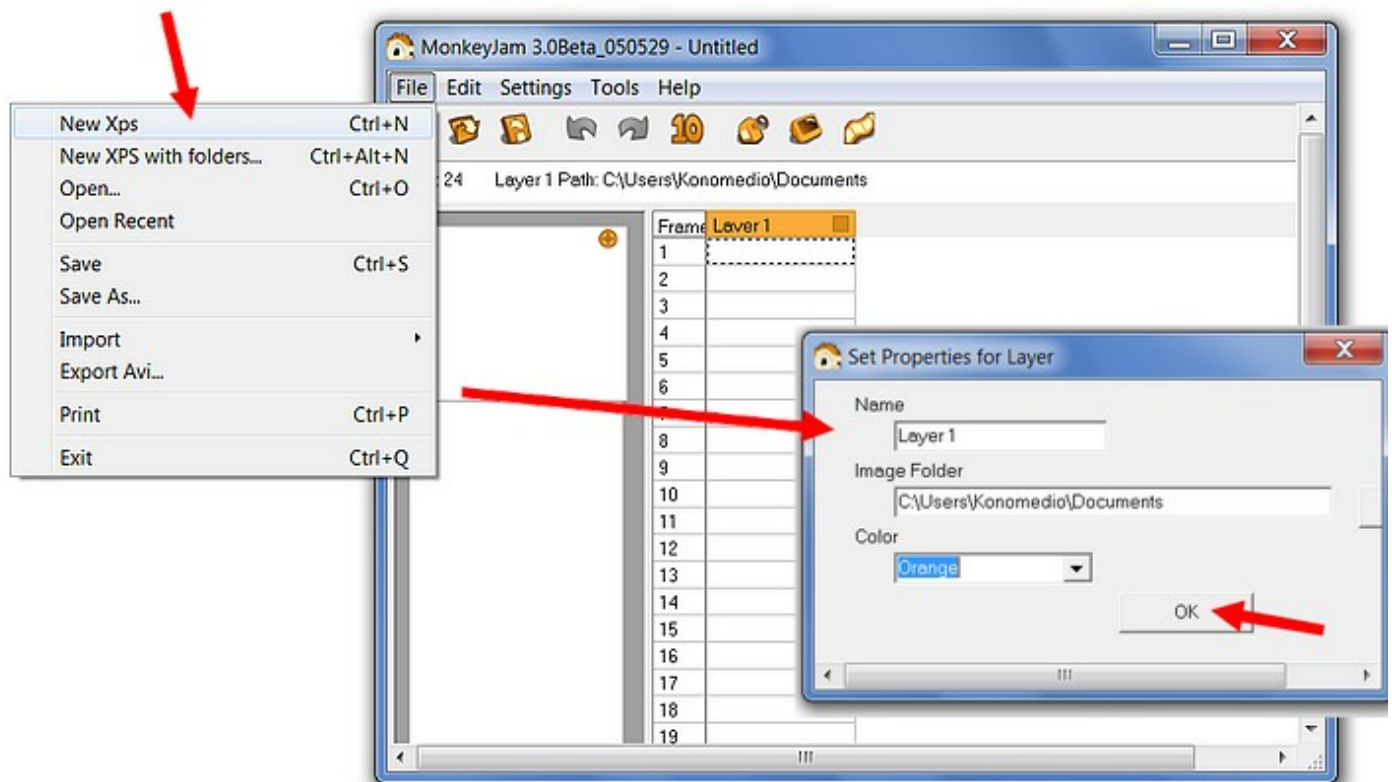 MonkeyJam 3.0Beta_050529 - Untitled
File Edit Settings Tools Help
New Xps Ctrl+N
New XPS with folders... Ctrl+Alt+N
Open... Ctrl+O
Open Recent
Save Ctrl+S
Save As...
Import
Export Avi...
Print Ctrl+P
Exit Ctrl+Q
10
24 Layer 1 Path: C:\Users\Konomedio\Documents
Frame Layer 1
1
2
3
4
5
6
8
9
10
11
12
13
14
15
16
17
18
19
Set Properties for Layer
Name
Layer 1
Image Folder
C:\Users\Konomedio\Documents
Color
Orange
OK